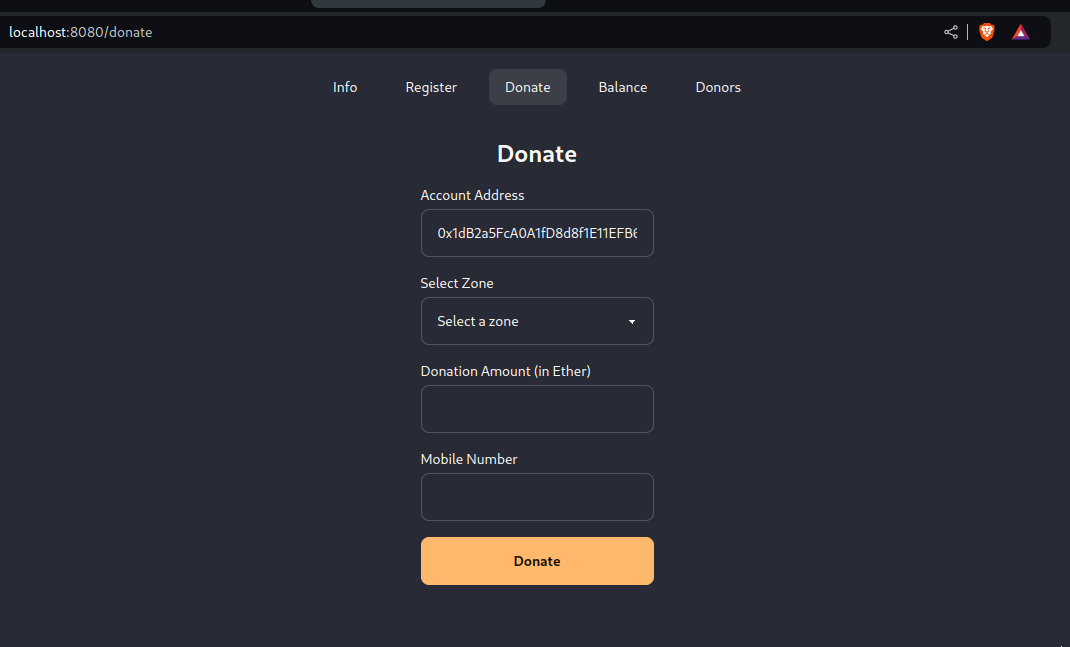 localhost:8080/donate
Info Register Donate Balance Donors
Donate
Account Address
0x1dB2a5FcA0A1fD8d8f1E11EFB6
Select Zone
Select a zone
Donation Amount (in Ether)
Mobile Number
Donate